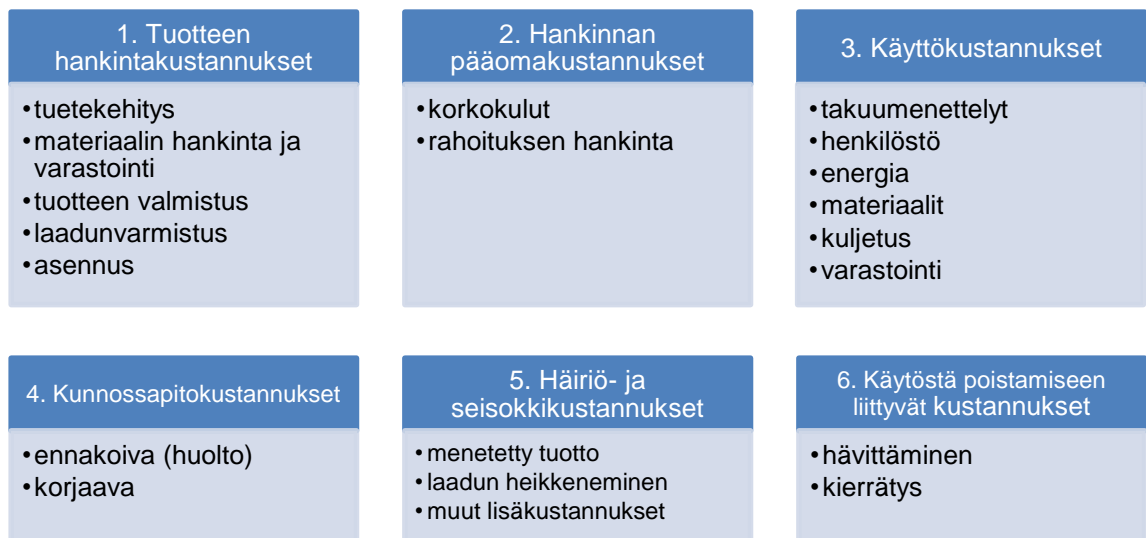 1. Tuotteen
hankintakustannukset
•tuetekehitys
•materiaalin hankinta ja
varastointi
•tuotteen valmistus
•laadunvarmistus
•asennus
2. Hankinnan
pääomakustannukset
•korkokulut
•rahoituksen hankinta
3. Käyttökustannukset
•takuumenettelyt
•henkilöstö
•energia
•materiaalit
•kuljetus
•varastointi
4. Kunnossapitokustannukset
•ennakoiva (huolto)
•korjaava
5. Häiriö- ja
seisokkikustannukset
•menetetty tuotto
•laadun heikkeneminen
•muut lisäkustannukset
6. Käytöstä poistamiseen
liittyvät kustannukset
•hävittäminen
•kierrätys